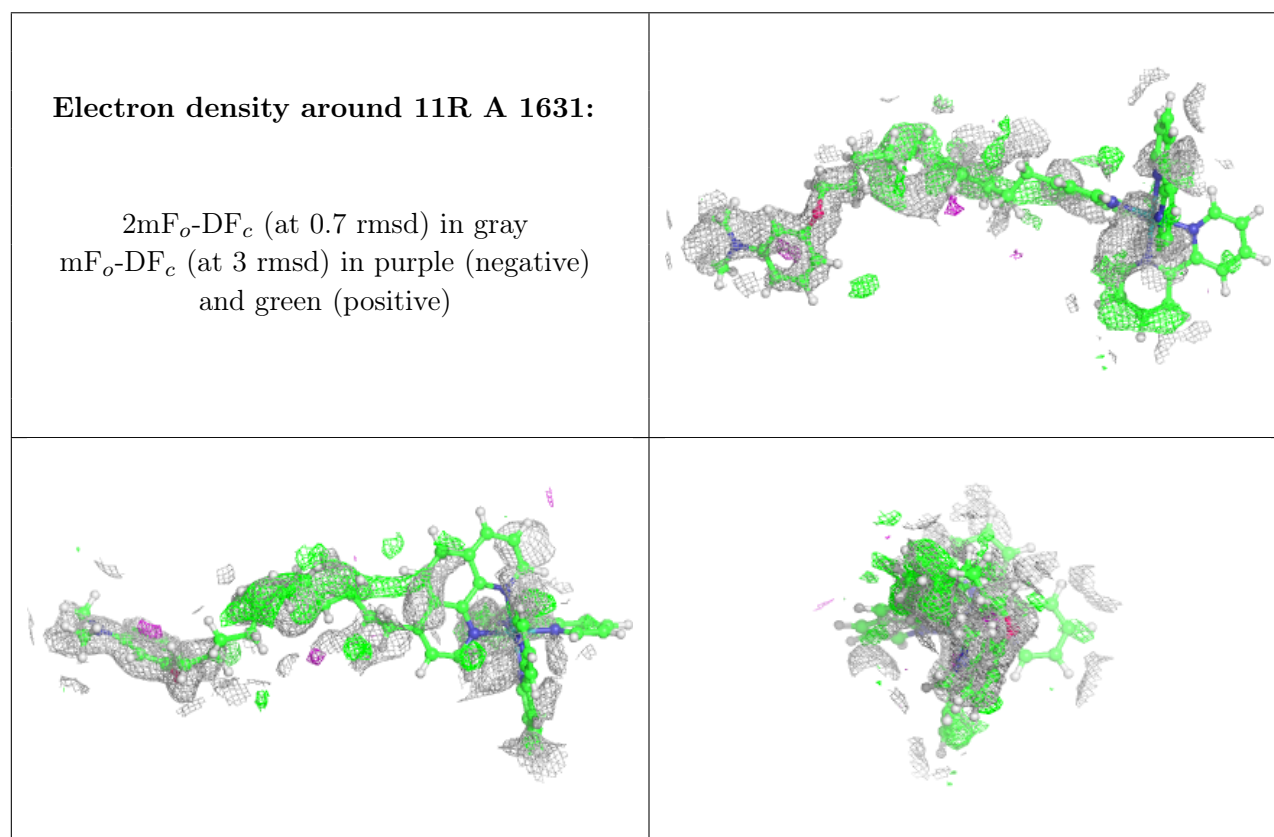 Electron density around 11R A 1631:
2mFₒ-DF𝒸 (at 0.7 rmsd) in gray
mFₒ-DF𝒸 (at 3 rmsd) in purple (negative)
and green (positive)